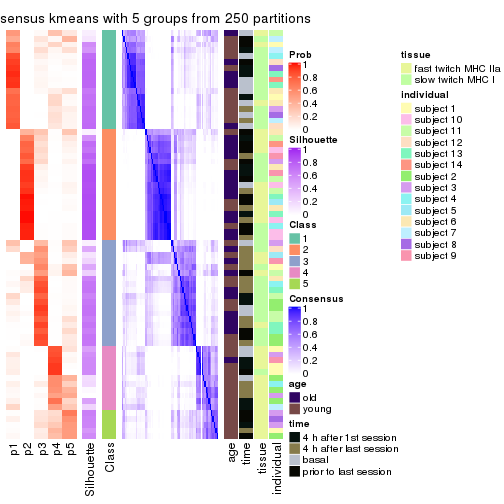 sensus kmeans with 5 groups from 250 partitions
Prob
1
0.8
0.6
0.4
0.2
0
Silhouette
1
0.8
0.6
0.4
0.2
0
Class
1
2
3
4
5
Consensus
1
0.8
0.6
0.4
0.2
0
age
old
young
time
4 h after 1st session
4 h after last session
basal
prior to last session
tissue
fast twitch MHC IIa
slow twitch MHC I
individual
subject 1
subject 10
subject 11
subject 12
subject 13
subject 14
subject 2
subject 3
subject 4
subject 5
subject 6
subject 7
subject 8
subject 9
p1
p2
p3
p4
p5
Silhouette
Class
age
time
tissue
individual